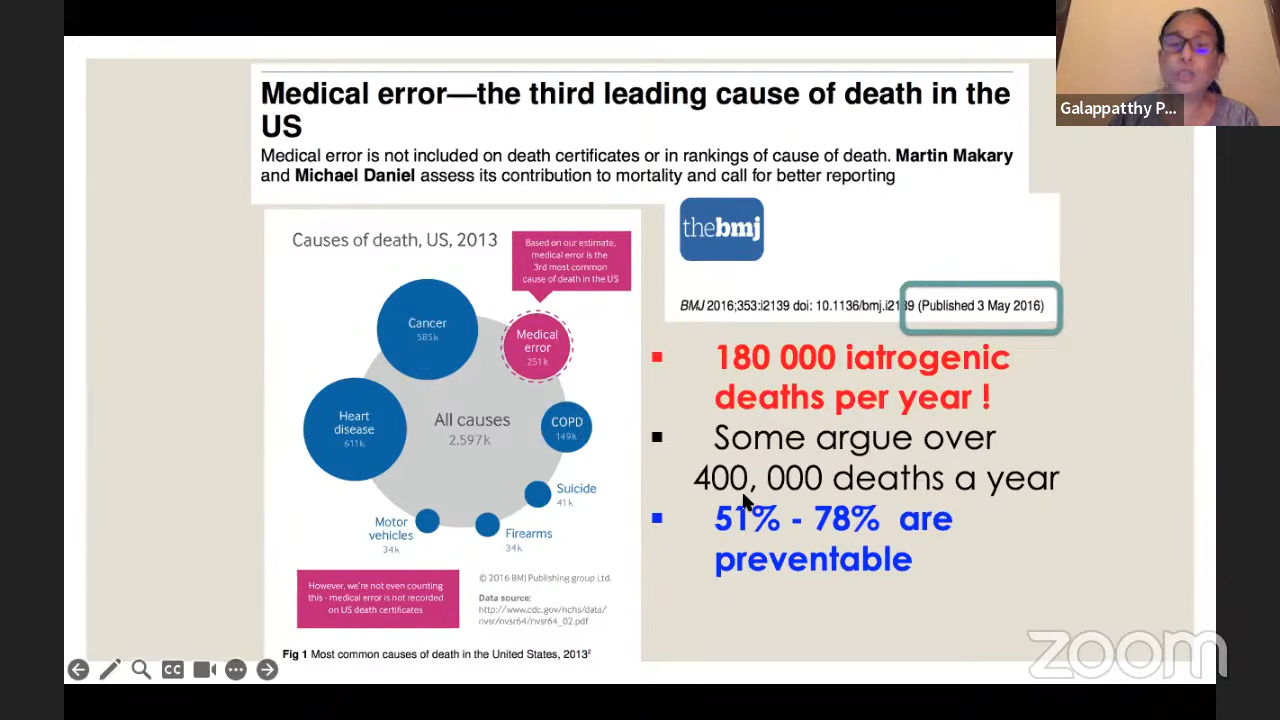 Medical error—the third leading cause of death in the
US
Medical error is not included on death certificates or in rankings of cause of death. Martin Makary
and Michael Daniel assess its contribution to mortality and call for better reporting
Galappatthy P...
thebmj
BMJ 2016;353:i2139 doi: 10.1136/bmj.i2139 (Published 3 May 2016)
Causes of death, US, 2013
Based on our estimate,
medical error is the
3rd most common
cause of death in the US
Cancer
585k
Medical
error
251k
Heart
disease
611k
All causes
2,597k
COPD
149k
Suicide
41k
Motor
vehicles
34k
Firearms
34k
However, we're not even counting
this - medical error is not recorded
on US death certificates
© 2016 BMJ Publishing group Ltd.
Data source:
http://www.cdc.gov/nchs/data/
nvsr/nvsr64/nvsr64_02.pdf
Fig 1 Most common causes of death in the United States, 2013²
▪ 180 000 iatrogenic
deaths per year !
▪ Some argue over
400, 000 deaths a year
▪ 51% - 78% are
preventable
CC
zoom